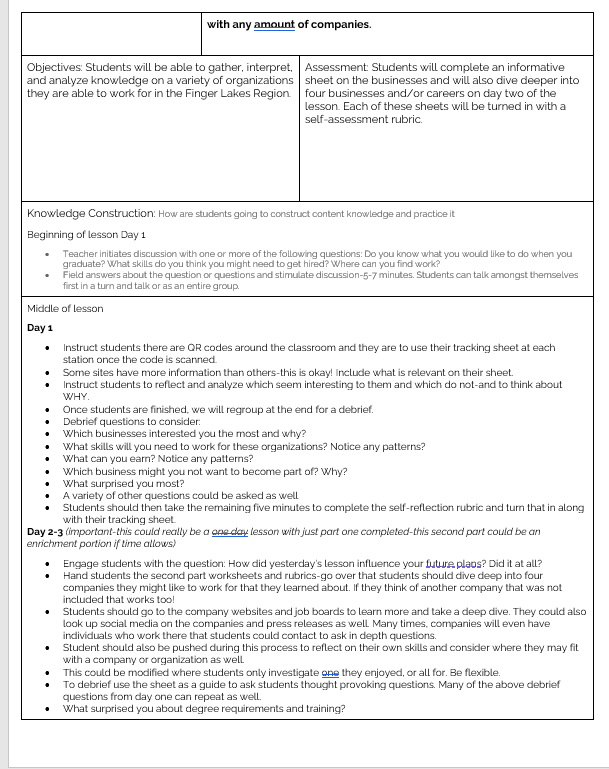 with any amount of companies.
Objectives: Students will be able to gather, interpret,
and analyze knowledge on a variety of organizations
they are able to work for in the Finger Lakes Region.
Assessment: Students will complete an informative
sheet on the businesses and will also dive deeper into
four businesses and/or careers on day two of the
lesson. Each of these sheets will be turned in with a
self-assessment rubric.
Knowledge Construction: How are students going to construct content knowledge and practice it
Beginning of lesson Day 1
• Teacher initiates discussion with one or more of the following questions: Do you know what you would like to do when you
graduate? What skills do you think you might need to get hired? Where can you find work?
• Field answers about the question or questions and stimulate discussion-5-7 minutes. Students can talk amongst themselves
first in a turn and talk or as an entire group.
Middle of lesson
Day 1
• Instruct students there are QR codes around the classroom and they are to use their tracking sheet at each
station once the code is scanned.
• Some sites have more information than others-this is okay! Include what is relevant on their sheet.
• Instruct students to reflect and analyze which seem interesting to them and which do not-and to think about
WHY.
• Once students are finished, we will regroup at the end for a debrief.
• Debrief questions to consider:
• Which businesses interested you the most and why?
• What skills will you need to work for these organizations? Notice any patterns?
• What can you earn? Notice any patterns?
• Which business might you not want to become part of? Why?
• What surprised you most?
• A variety of other questions could be asked as well
• Students should then take the remaining five minutes to complete the self-reflection rubric and turn that in along
with their tracking sheet.
Day 2-3 (important-this could really be a one day lesson with just part one completed-this second part could be an
enrichment portion if time allows)
• Engage students with the question: How did yesterday's lesson influence your future plans? Did it at all?
• Hand students the second part worksheets and rubrics-go over that students should dive deep into four
companies they might like to work for that they learned about. If they think of another company that was not
included that works too!
• Students should go to the company websites and job boards to learn more and take a deep dive. They could also
look up social media on the companies and press releases as well. Many times, companies will even have
individuals who work there that students could contact to ask in depth questions.
• Student should also be pushed during this process to reflect on their own skills and consider where they may fit
with a company or organization as well.
• This could be modified where students only investigate one they enjoyed, or all for. Be flexible.
• To debrief use the sheet as a guide to ask students thought provoking questions. Many of the above debrief
questions from day one can repeat as well.
• What surprised you about degree requirements and training?